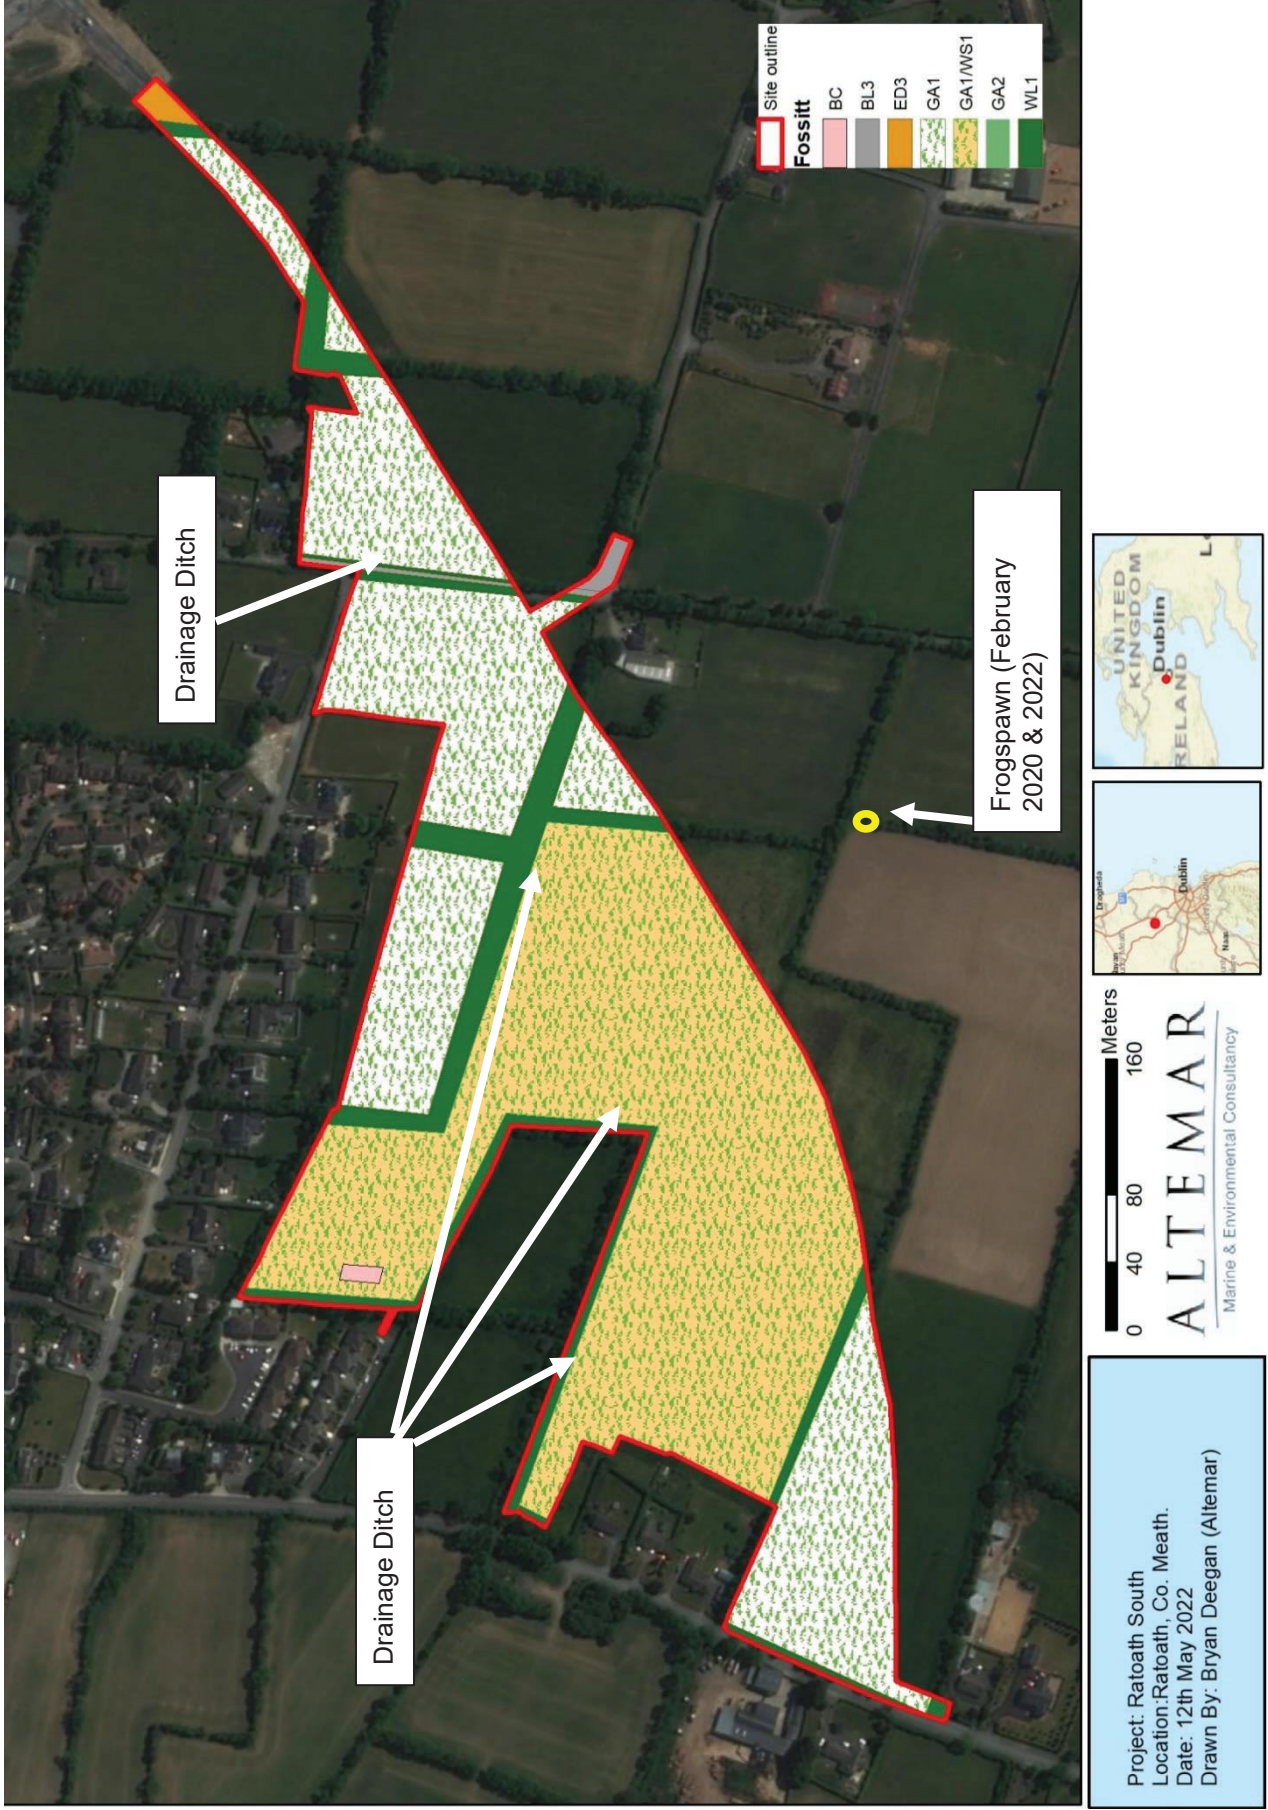 Drainage Ditch
Drainage Ditch
Frogspawn (February
2020 & 2022)
Site outline
Fossitt
BC
BL3
ED3
GA1
GA1/WS1
GA2
WL1
Project: Ratoath South
Location:Ratoath, Co. Meath.
Date: 12th May 2022
Drawn By: Bryan Deegan (Altemar)
0 40 80 160
Meters
ALTEMAR
Marine & Environmental Consultancy
Drogheda
Dublin
Naas
UNITED
KINGDOM
Dublin
RELAND